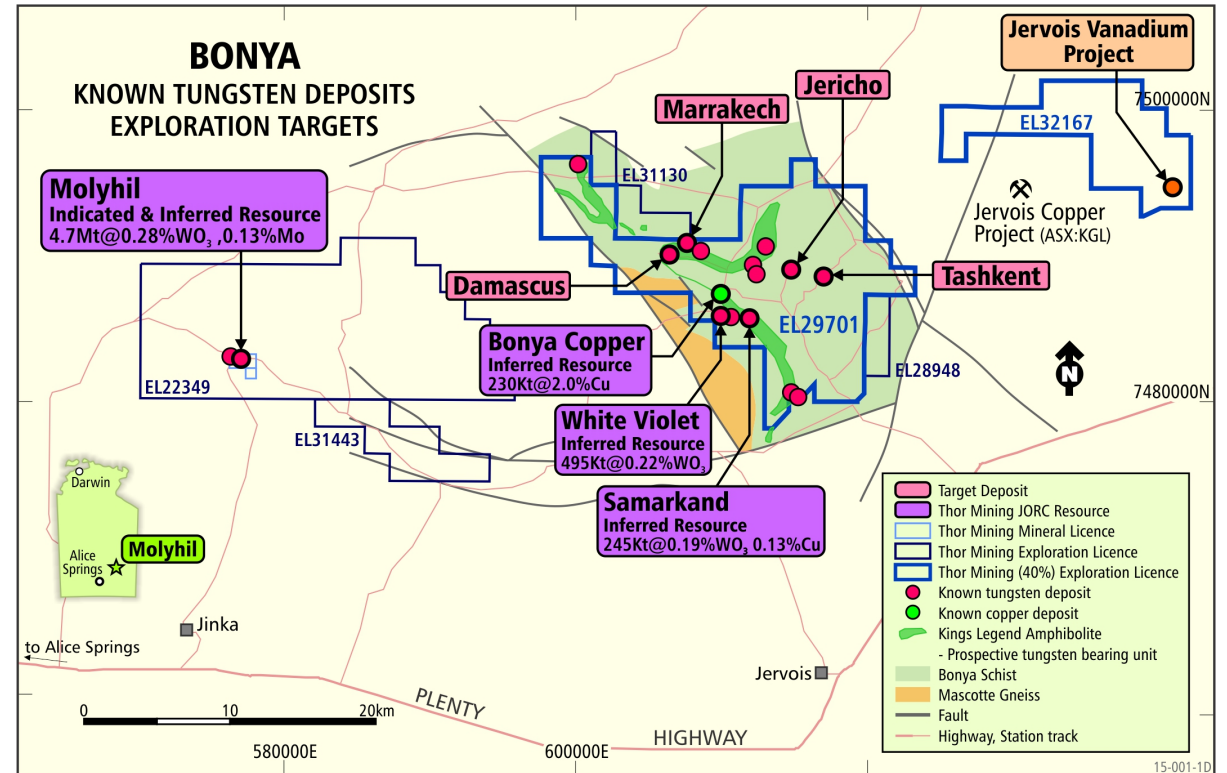 BONYA
KNOWN TUNGSTEN DEPOSITS
EXPLORATION TARGETS
Jervois Vanadium
Project
7500000N
EL32167
Jericho
Marrakech
EL31130
Molyhil
Indicated & Inferred Resource
4.7Mt@0.28%WO₃ ,0.13%Mo
Jervois Copper
Project (ASX:KGL)
Damascus
Tashkent
EL29701
Bonya Copper
Inferred Resource
230Kt@2.0%Cu
EL28948
EL22349
7480000N
White Violet
Inferred Resource
495Kt@0.22%WO₃
EL31443
N
Samarkand
Inferred Resource
245Kt@0.19%WO₃ 0.13%Cu
Darwin
Alice
Springs
Molyhil
Jinka
to Alice Springs
Jervois
PLENTY
HIGHWAY
0 10 20km
580000E
600000E
Target Deposit
Thor Mining JORC Resource
Thor Mining Mineral Licence
Thor Mining Exploration Licence
Thor Mining (40%) Exploration Licence
Known tungsten deposit
Known copper deposit
Kings Legend Amphibolite
- Prospective tungsten bearing unit
Bonya Schist
Mascotte Gneiss
Fault
Highway, Station track
15-001-1D